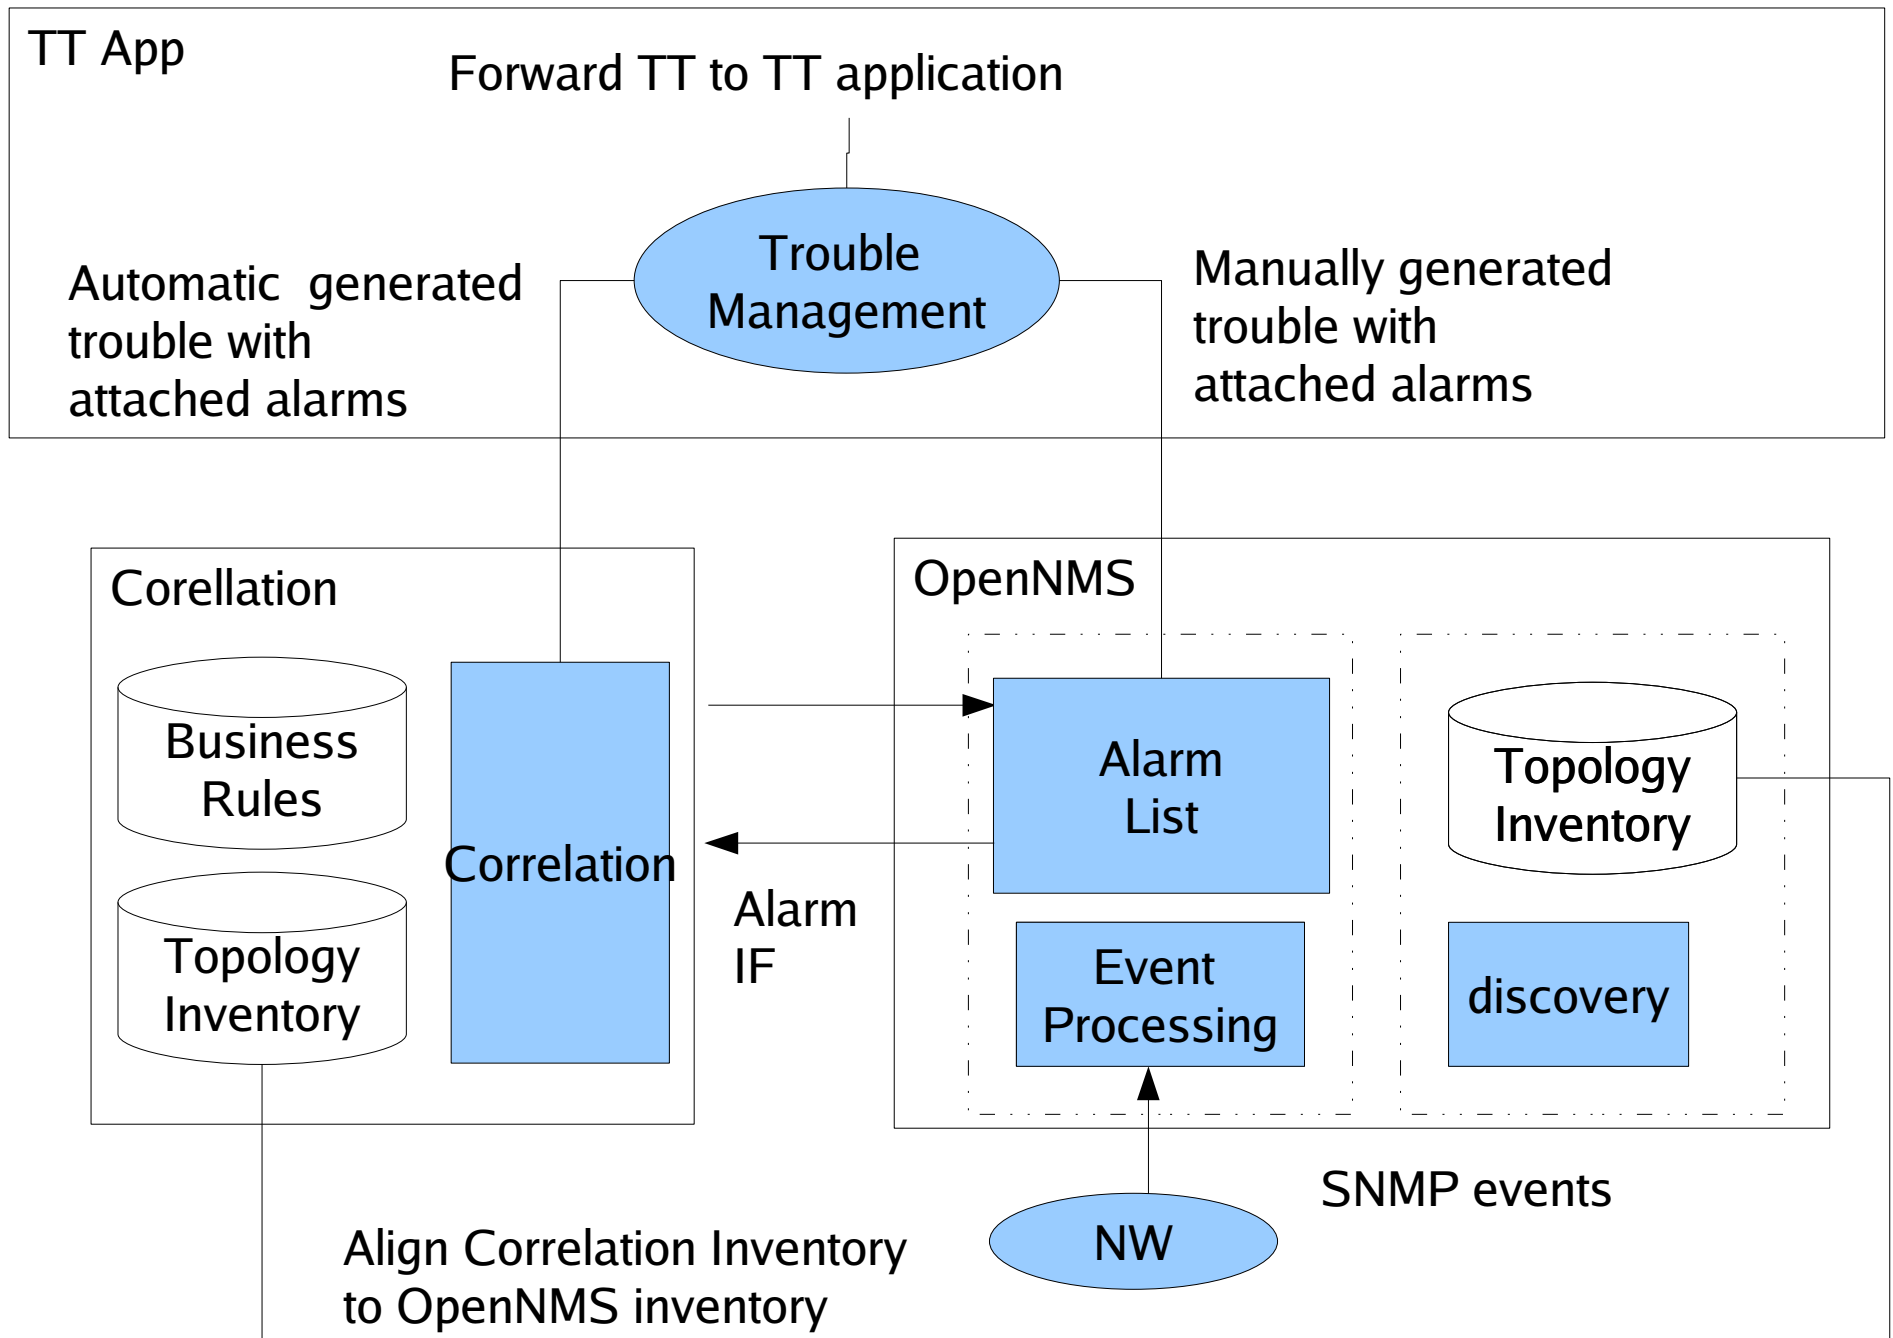 TT App
Forward TT to TT application
Trouble
Management
Automatic  generated
trouble with
attached alarms
Manually generated
trouble with
attached alarms
Corellation
Business
Rules
Topology
Inventory
Correlation
Alarm
IF
OpenNMS
Alarm
List
Event
Processing
Topology
Inventory
discovery
SNMP events
NW
Align Correlation Inventory
to OpenNMS inventory